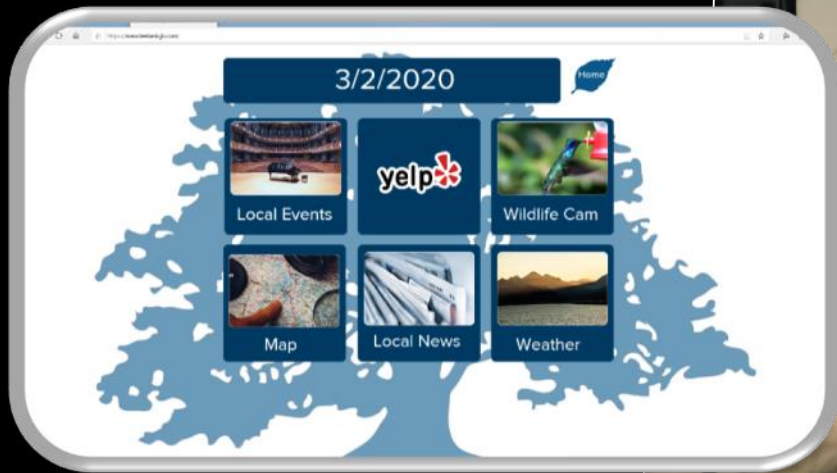 3/2/2020
Home
Local Events
yelp
Wildlife Cam
Map
Local News
Weather